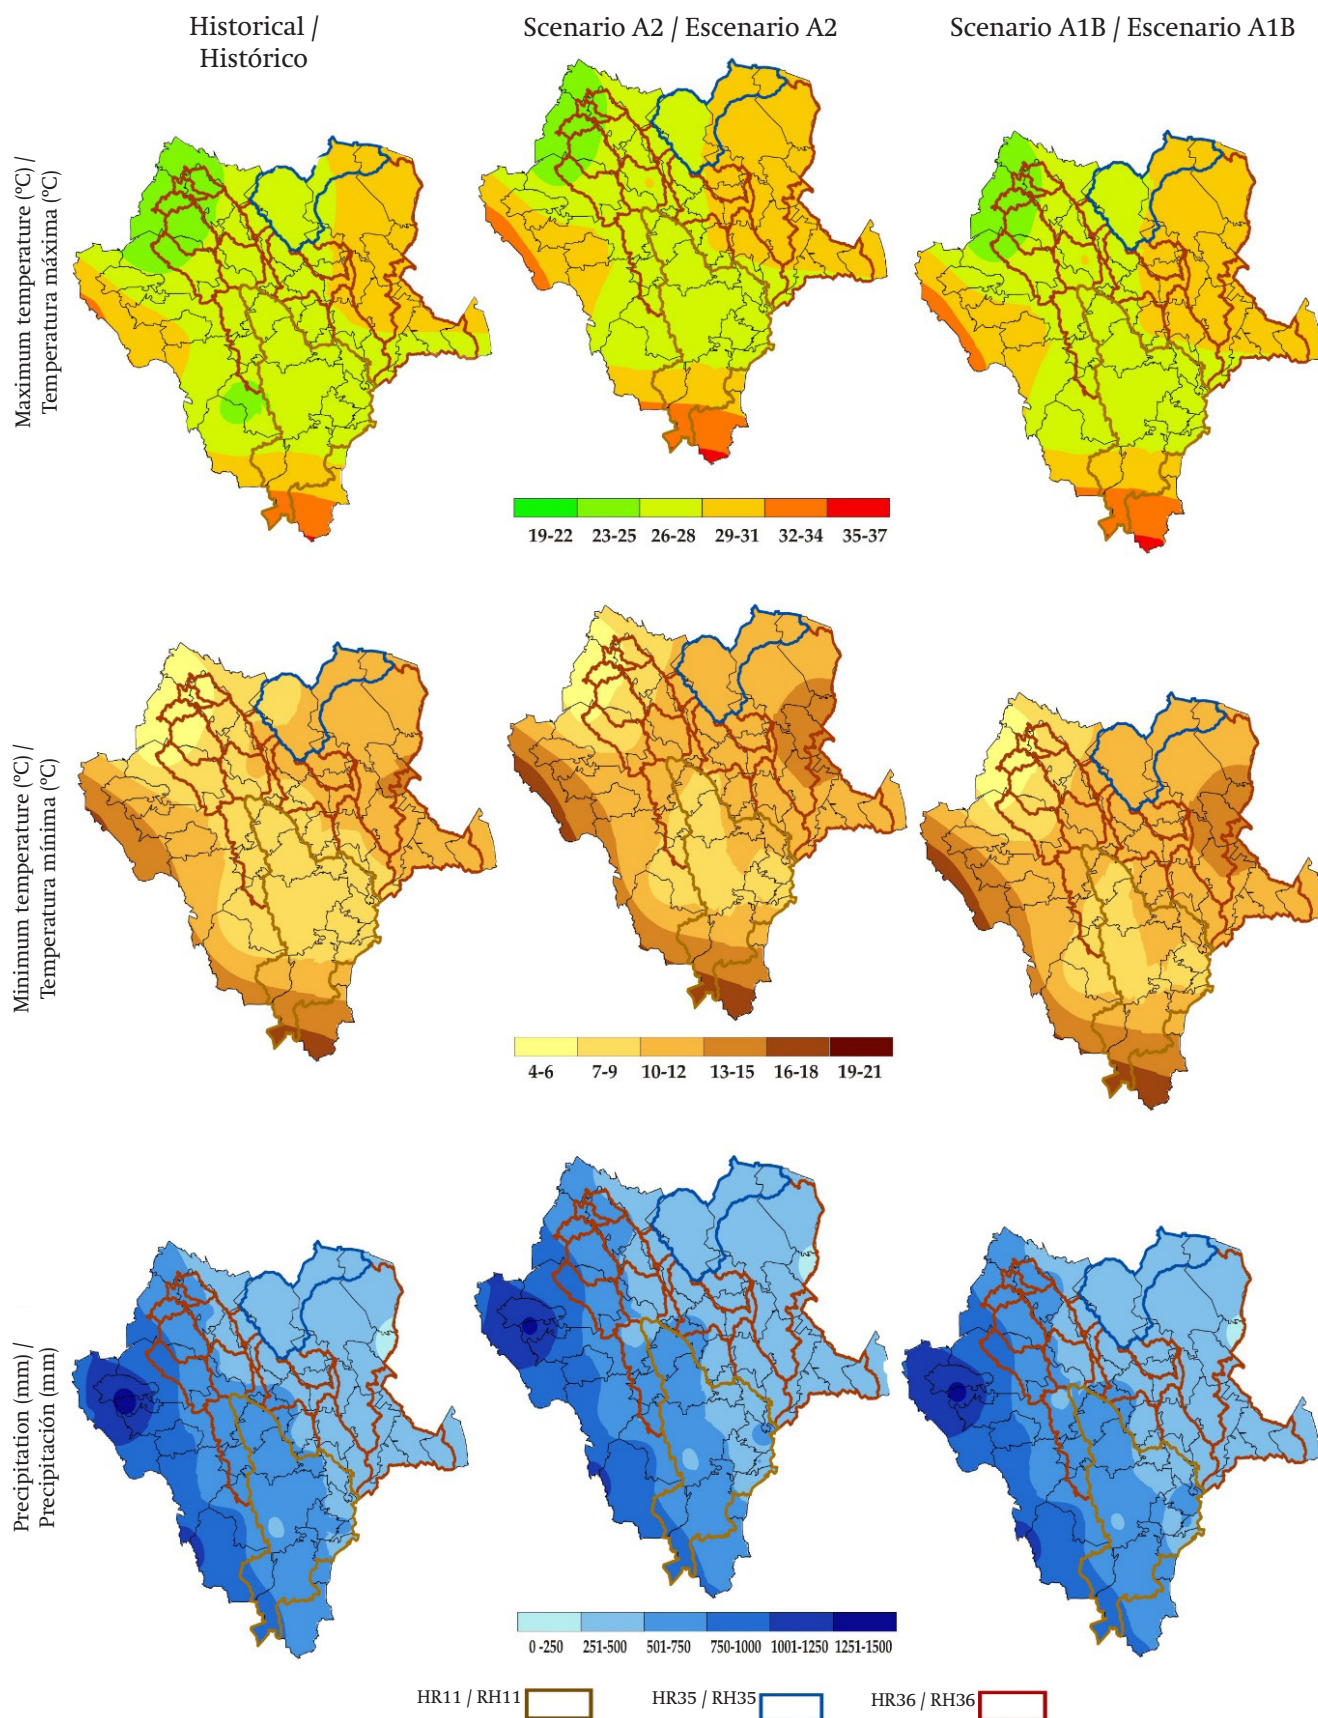 Historical /
Histórico
Scenario A2 / Escenario A2
Scenario A1B / Escenario A1B
Maximum temperature (ºC) /
Temperatura máxima (ºC)
19-22 23-25 26-28 29-31 32-34 35-37
Minimum temperature (ºC) /
Temperatura mínima (ºC)
4-6 7-9 10-12 13-15 16-18 19-21
Precipitation (mm) /
Precipitación (mm)
0 -250 251-500 501-750 750-1000 1001-1250 1251-1500
HR11 / RH11 HR35 / RH35 HR36 / RH36